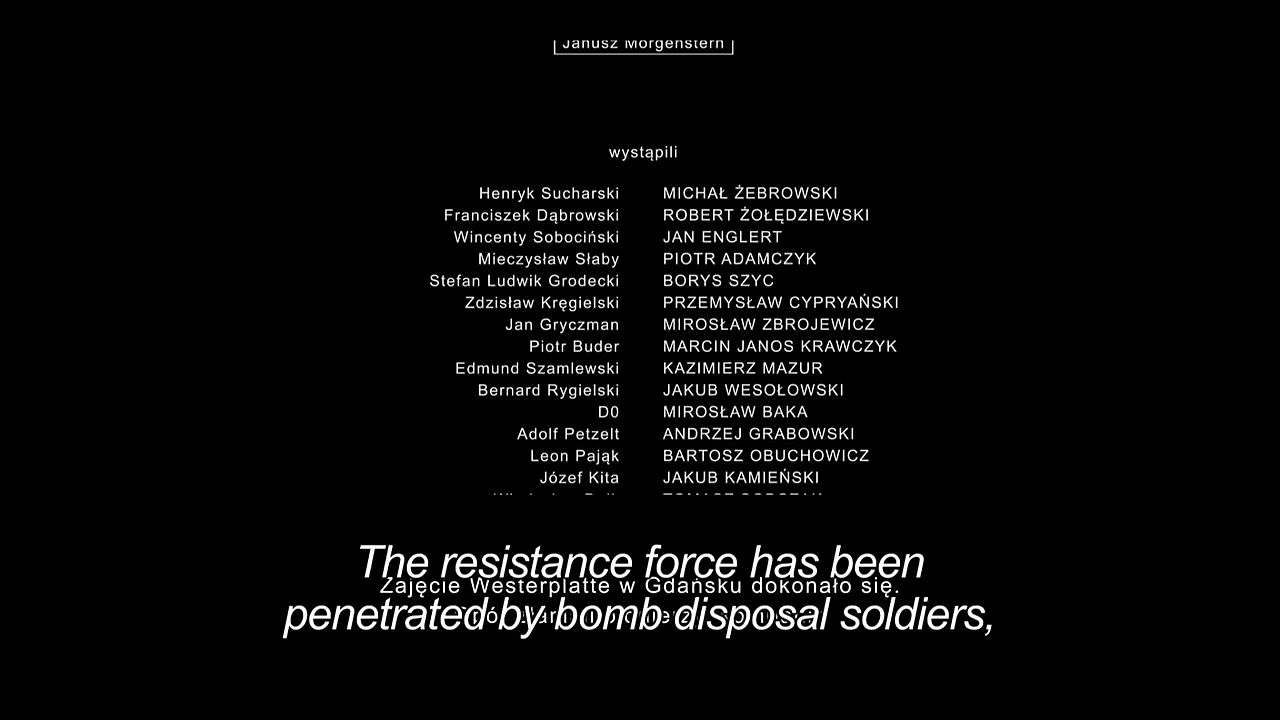 Janusz Morgenstern
wystąpili
Henryk Sucharski MICHAŁ ŻEBROWSKI
Franciszek Dąbrowski ROBERT ŻOŁĘDZIEWSKI
Wincenty Sobociński JAN ENGLERT
Mieczysław Słaby PIOTR ADAMCZYK
Stefan Ludwik Grodecki BORYS SZYC
Zdzisław Kręgielski PRZEMYSŁAW CYPRYAŃSKI
Jan Gryczman MIROSŁAW ZBROJEWICZ
Piotr Buder MARCIN JANOS KRAWCZYK
Edmund Szamlewski KAZIMIERZ MAZUR
Bernard Rygielski JAKUB WESOŁOWSKI
D0 MIROSŁAW BAKA
Adolf Petzelt ANDRZEJ GRABOWSKI
Leon Pająk BARTOSZ OBUCHOWICZ
Józef Kita JAKUB KAMIEŃSKI
The resistance force has been
Zajęcie Westerplatte w Gdańsku dokonało się.
penetrated by bomb disposal soldiers,